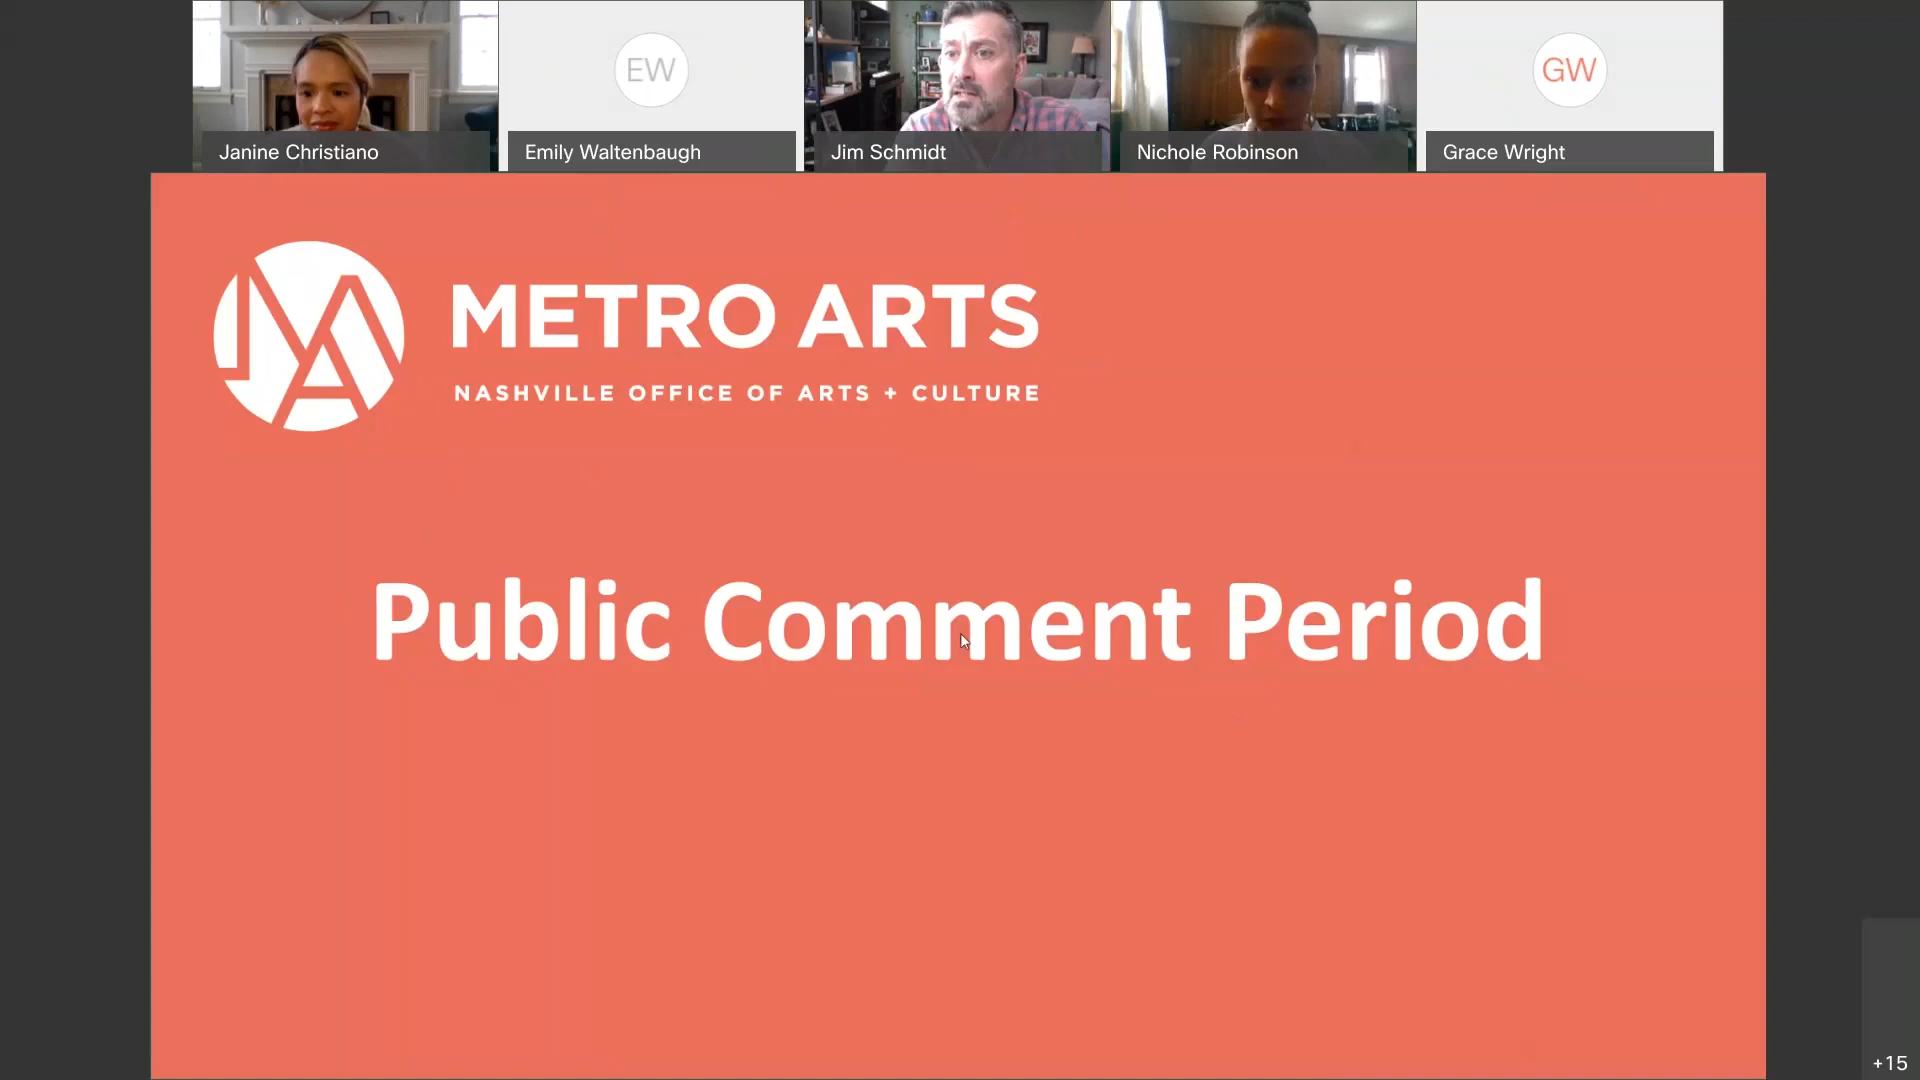 EW
GW
Janine Christiano
Emily Waltenbaugh
Jim Schmidt
Nichole Robinson
Grace Wright
METRO ARTS
NASHVILLE OFFICE OF ARTS + CULTURE
Public Comment Period
+15